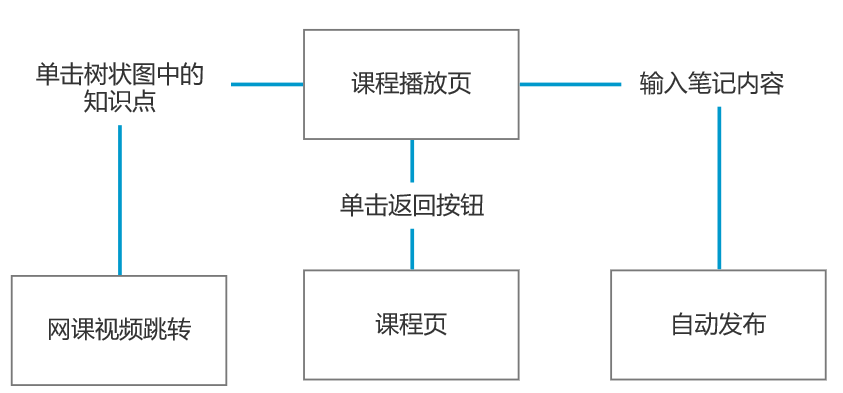 单击树状图中的
知识点
课程播放页
输入笔记内容
单击返回按钮
网课视频跳转
课程页
自动发布